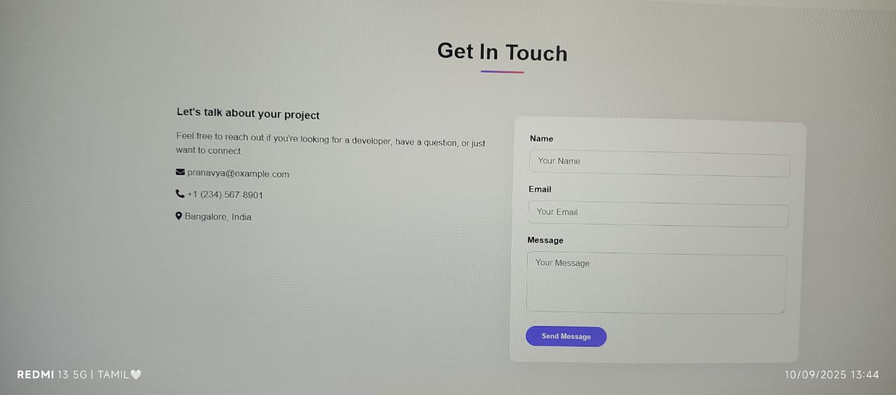 Get In Touch
Let's talk about your project
Feel free to reach out if you're looking for a developer, have a question, or just
want to connect
pranavya@example.com
+1 (234) 567-8901
Bangalore, India
Name
Your Name
Email
Your Email
Message
Your Message
Send Message
REDMI 13 5G | TAMIL🤍
10/09/2025 13:44